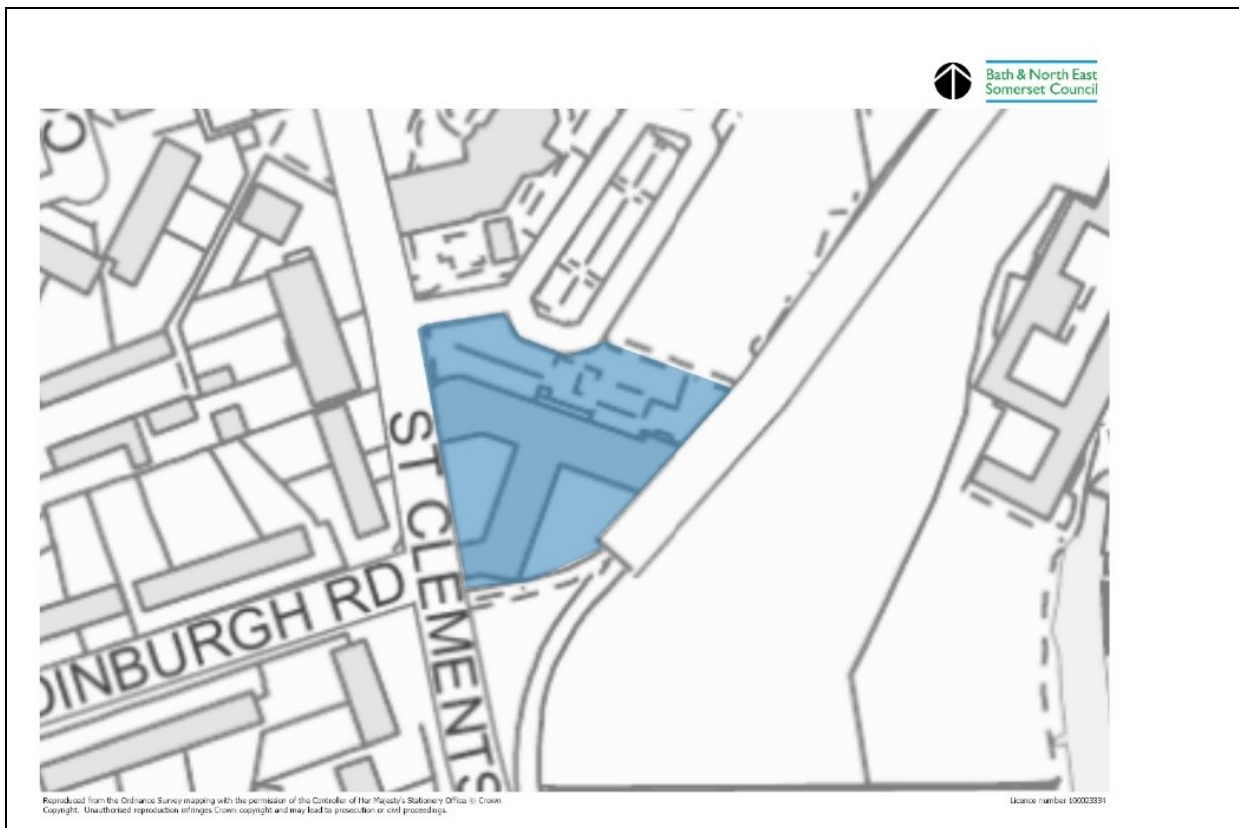 Bath & North East
Somerset Council
C
ST CLEMENTS
DINBURGH RD
Reproduced from the Ordnance Survey mapping with the permission of the Controller of Her Majesty's Stationery Office © Crown
Copyright. Unauthorised reproduction infringes Crown copyright and may lead to prosecution or civil proceedings.
Licence number 100023334